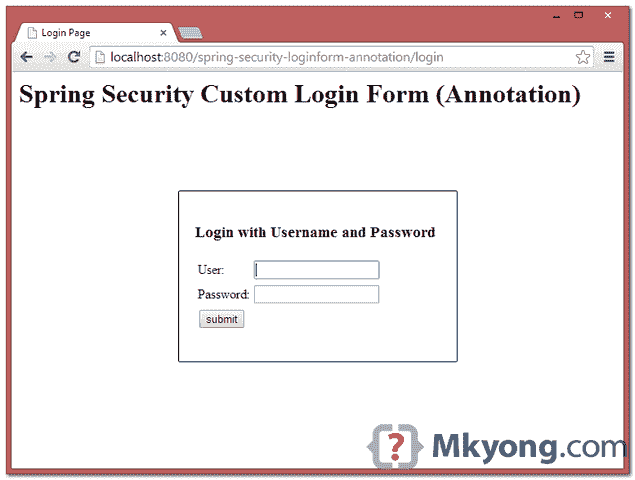 Login Page
localhost:8080/spring-security-loginform-annotation/login
Spring Security Custom Login Form (Annotation)
Login with Username and Password
User:
Password:
submit
{?} Mkyong.com